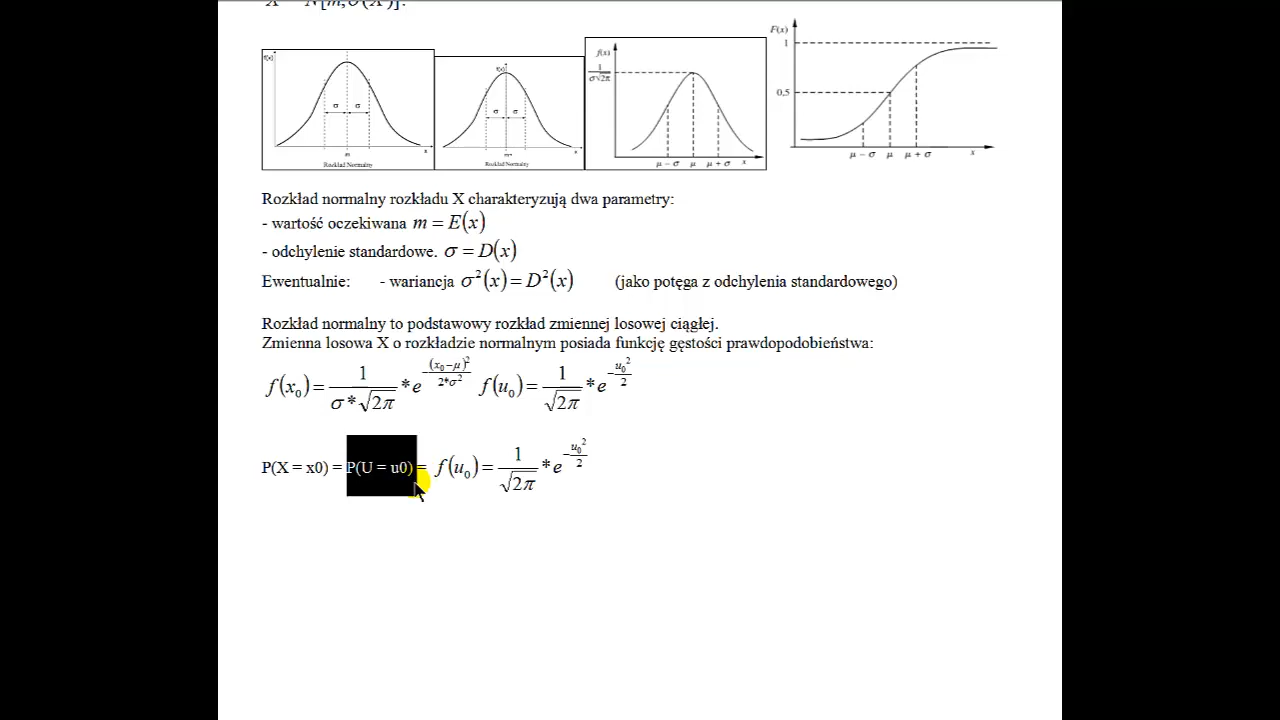 X    N[m, σ(X)].
f(x)
σ σ
m x
Rozkład Normalny
f(x)
σ σ
x
Rozkład Normalny
f(x)
1/σ√2π
μ − σ μ μ + σ x
F(x)
1
0,5
μ − σ μ μ + σ x
Rozkład normalny rozkładu X charakteryzują dwa parametry:
- wartość oczekiwana m = E(x)
- odchylenie standardowe. σ = D(x)
Ewentualnie: - wariancja σ²(x) = D²(x) (jako potęga z odchylenia standardowego)
Rozkład normalny to podstawowy rozkład zmiennej losowej ciągłej.
Zmienna losowa X o rozkładzie normalnym posiada funkcję gęstości prawdopodobieństwa:
f(x₀) = 1/(σ*√2π) * e^(−(x₀−μ)²/(2*σ²)) f(u₀) = 1/√2π * e^(−u₀²/2)
P(X = x0) = P(U = u0) = f(u₀) = 1/√2π * e^(−u₀²/2)